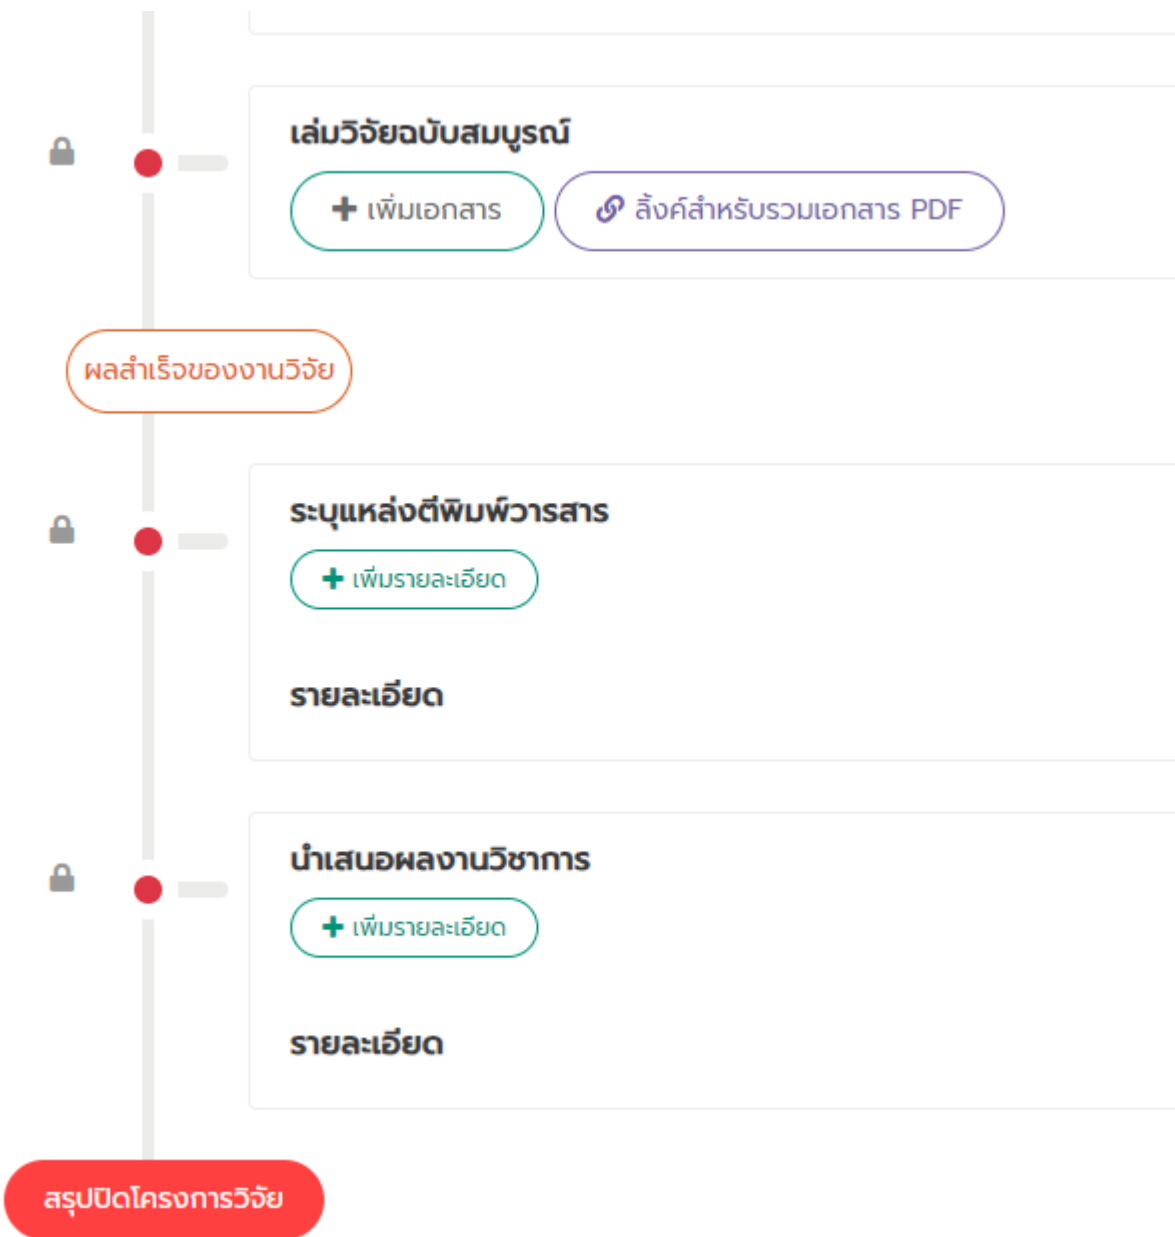 เล่มวิจัยฉบับสมบูรณ์
เพิ่มเอกสาร
ลิ้งค์สำหรับรวมเอกสาร PDF
ผลสำเร็จของงานวิจัย
ระบุแหล่งตีพิมพ์วารสาร
เพิ่มรายละเอียด
รายละเอียด
นำเสนอผลงานวิชาการ
เพิ่มรายละเอียด
รายละเอียด
สรุปปิดโครงการวิจัย